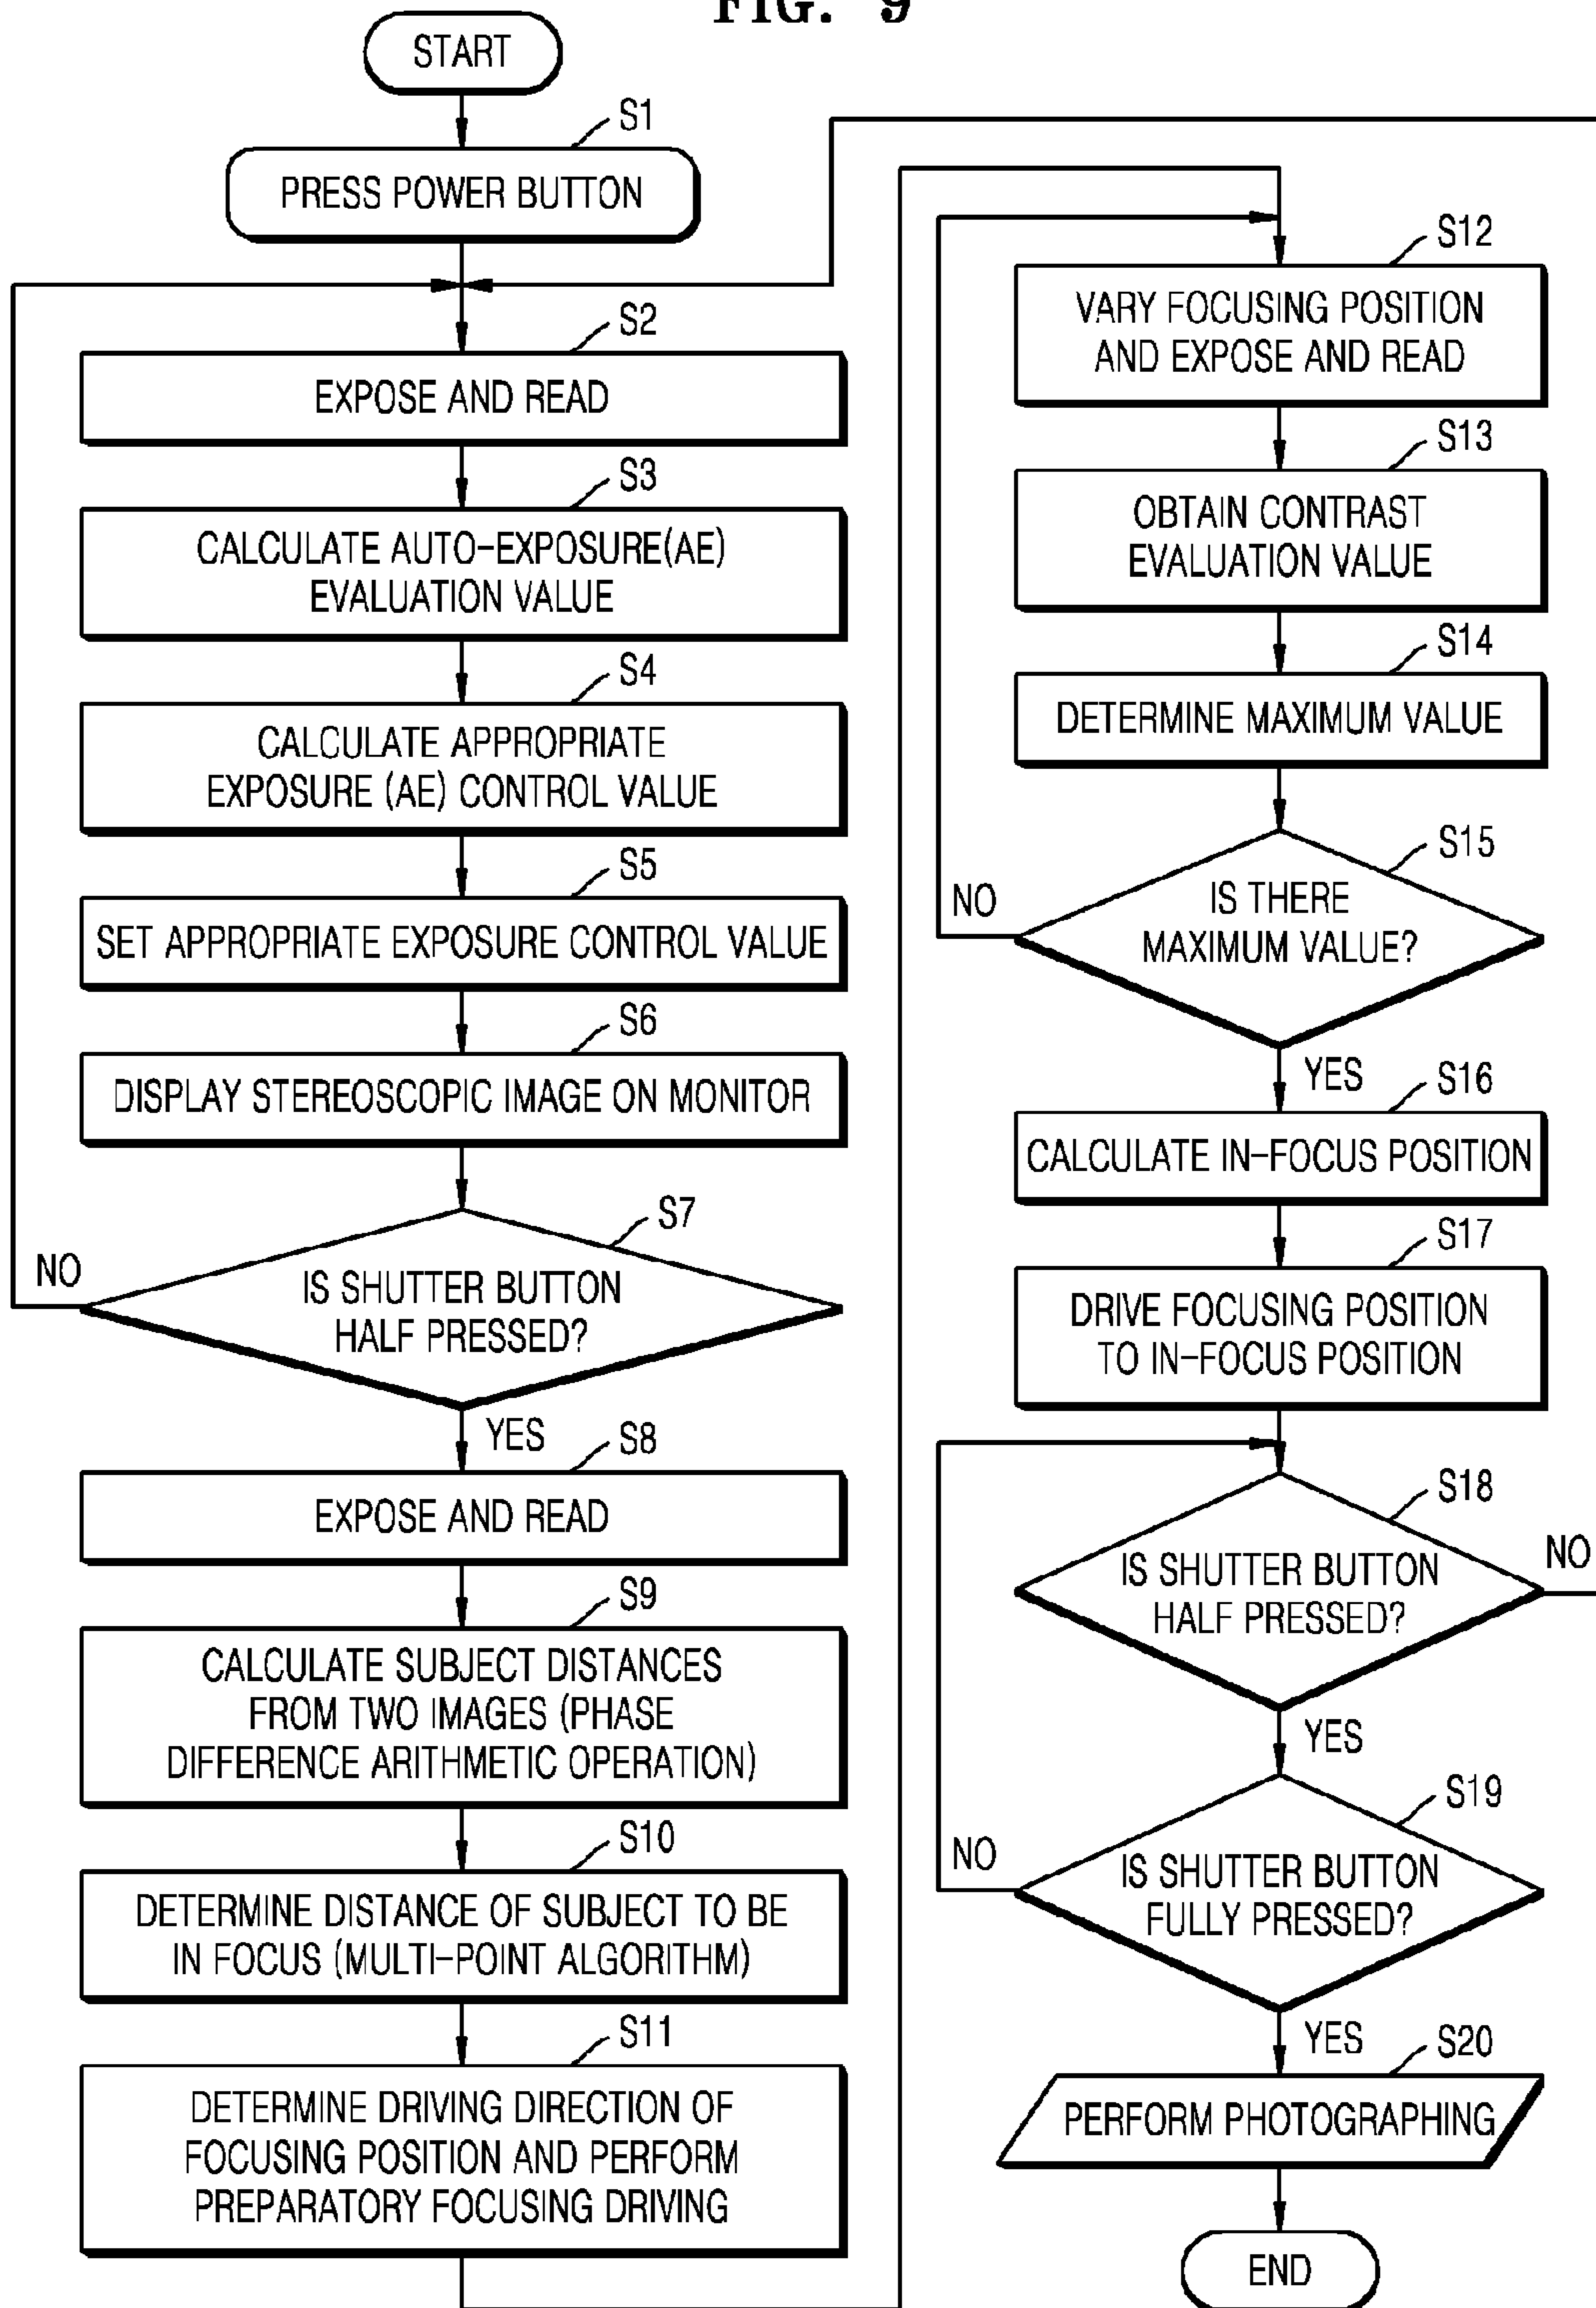 FIG. 9
START
S1
PRESS POWER BUTTON
S2
EXPOSE AND READ
S3
CALCULATE AUTO-EXPOSURE(AE)
EVALUATION VALUE
S4
CALCULATE APPROPRIATE
EXPOSURE (AE) CONTROL VALUE
S5
SET APPROPRIATE EXPOSURE CONTROL VALUE
S6
DISPLAY STEREOSCOPIC IMAGE ON MONITOR
S7
NO
IS SHUTTER BUTTON
HALF PRESSED?
YES
S8
EXPOSE AND READ
S9
CALCULATE SUBJECT DISTANCES
FROM TWO IMAGES (PHASE
DIFFERENCE ARITHMETIC OPERATION)
S10
DETERMINE DISTANCE OF SUBJECT TO BE
IN FOCUS (MULTI-POINT ALGORITHM)
S11
DETERMINE DRIVING DIRECTION OF
FOCUSING POSITION AND PERFORM
PREPARATORY FOCUSING DRIVING
S12
VARY FOCUSING POSITION
AND EXPOSE AND READ
S13
OBTAIN CONTRAST
EVALUATION VALUE
S14
DETERMINE MAXIMUM VALUE
S15
NO
IS THERE
MAXIMUM VALUE?
YES
S16
CALCULATE IN-FOCUS POSITION
S17
DRIVE FOCUSING POSITION
TO IN-FOCUS POSITION
S18
NO
IS SHUTTER BUTTON
HALF PRESSED?
YES
S19
NO
IS SHUTTER BUTTON
FULLY PRESSED?
YES
S20
PERFORM PHOTOGRAPHING
END